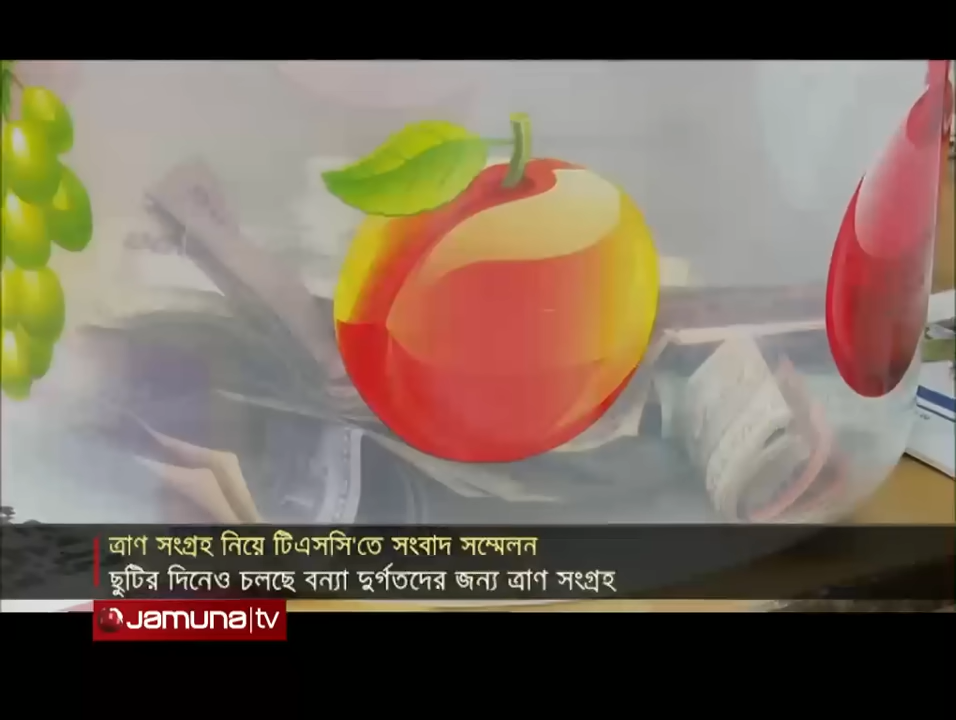 ত্রাণ সংগ্রহ নিয়ে টিএসসি'তে সংবাদ সম্মেলন
ছুটির দিনেও চলছে বন্যা দুর্গতদের জন্য ত্রাণ সংগ্রহ
Jamuna|tv